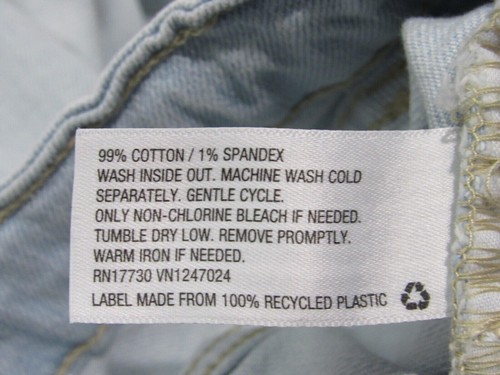 99% COTTON / 1% SPANDEX
WASH INSIDE OUT. MACHINE WASH COLD
SEPARATELY. GENTLE CYCLE.
ONLY NON-CHLORINE BLEACH IF NEEDED.
TUMBLE DRY LOW. REMOVE PROMPTLY.
WARM IRON IF NEEDED.
RN17730 VN1247024
LABEL MADE FROM 100% RECYCLED PLASTIC